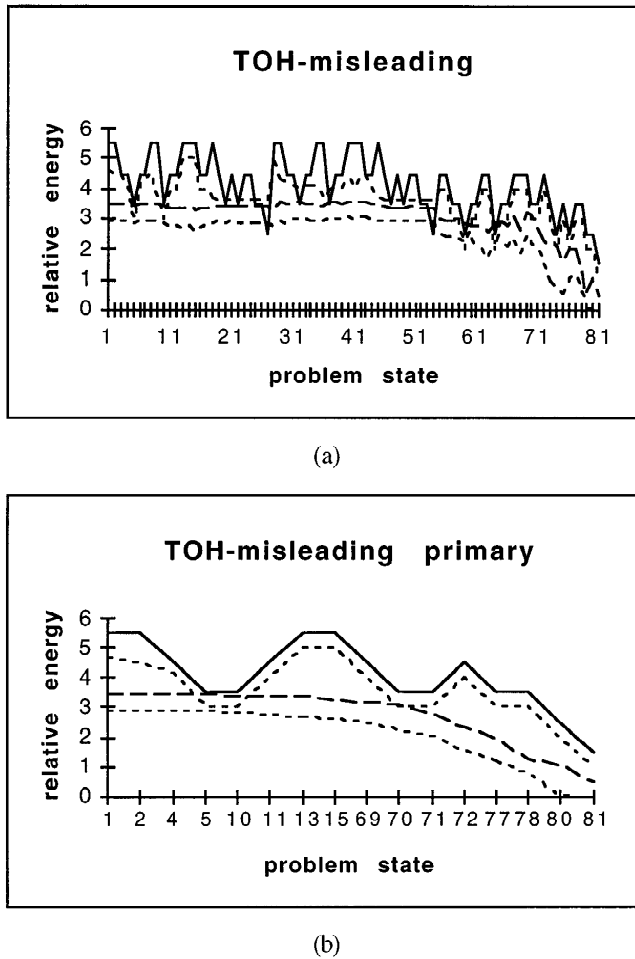 TOH-misleading
relative energy
6
5
4
3
2
1
0
1 11 21 31 41 51 61 71 81
problem state
(a)
TOH-misleading primary
relative energy
6
5
4
3
2
1
0
1 2 4 5 10 11 13 15 69 70 71 72 77 78 80 81
problem state
(b)